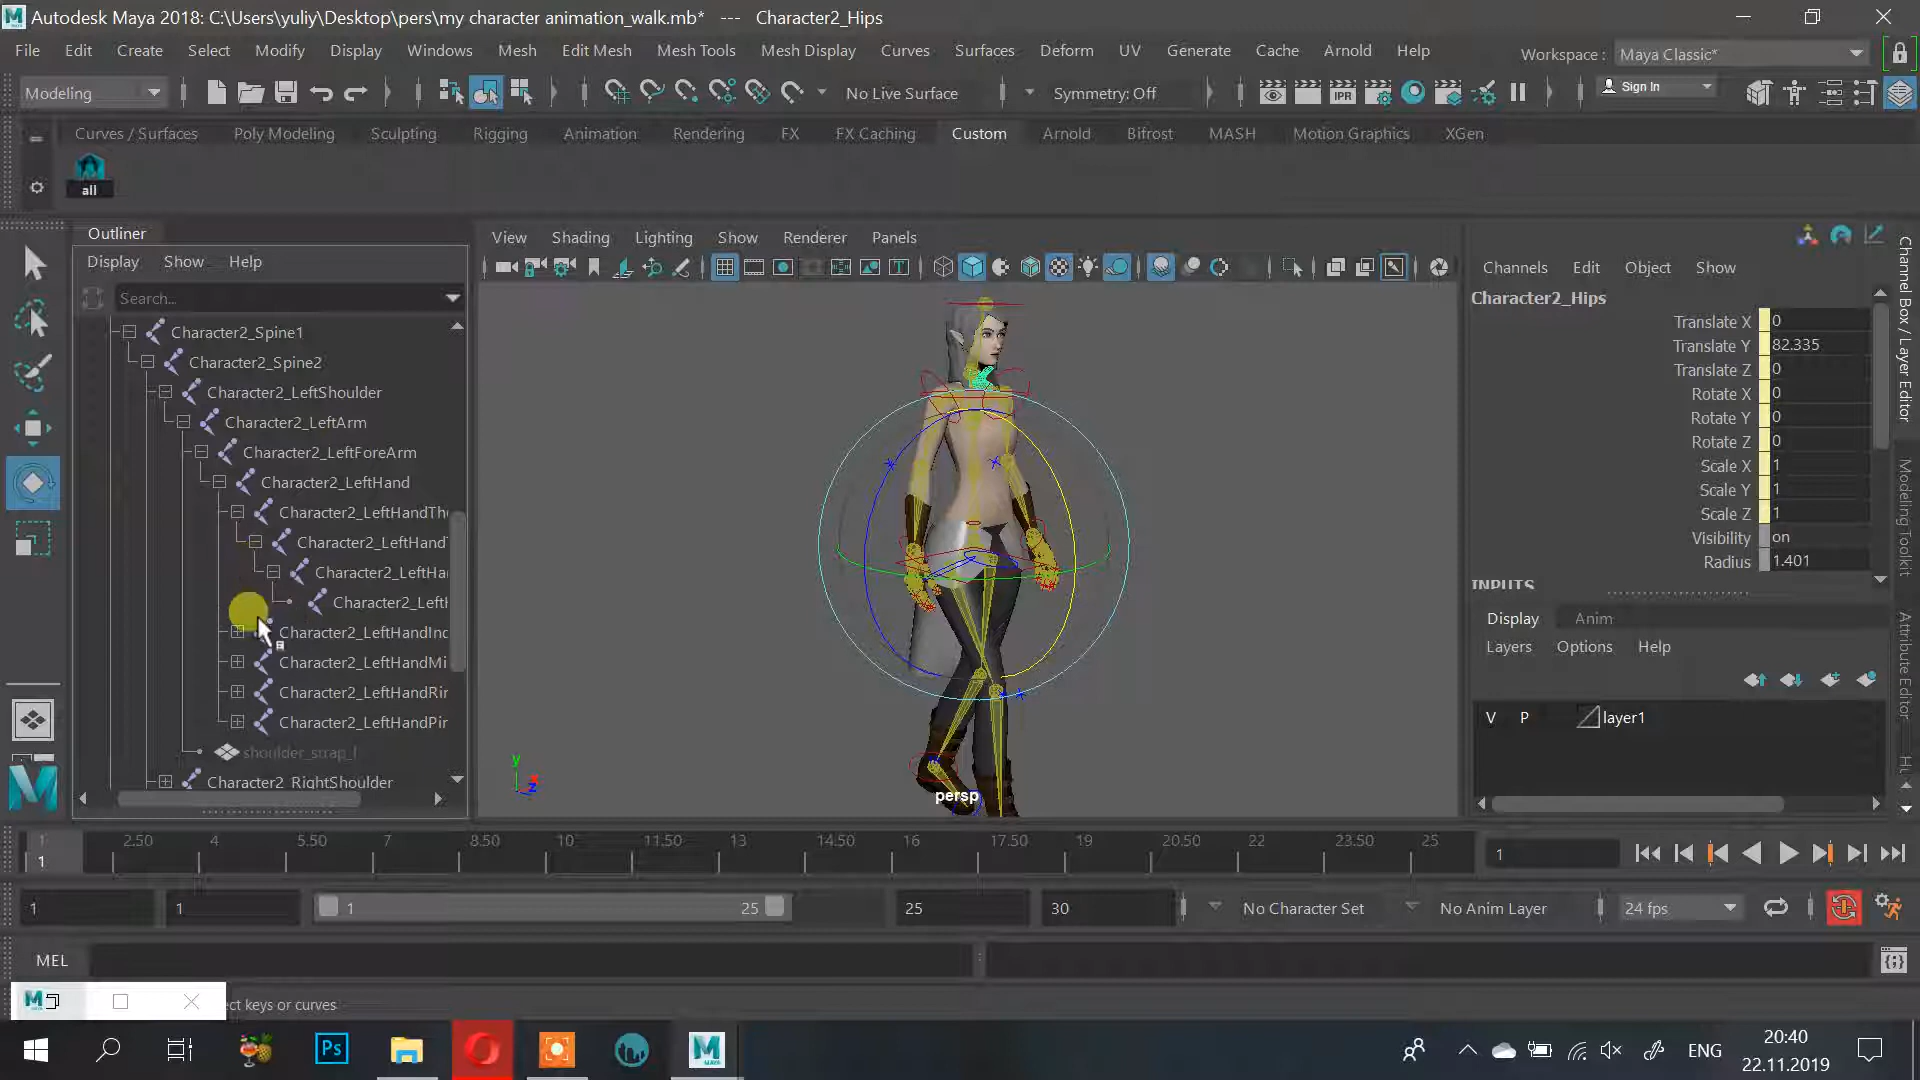 Autodesk Maya 2018: C:\Users\yuliy\Desktop\pers\my character animation_walk.mb* --- Character2_Hips
File Edit Create Select Modify Display Windows Mesh Edit Mesh Mesh Tools Mesh Display Curves Surfaces Deform UV Generate Cache Arnold Help
Workspace : Maya Classic*
Modeling No Live Surface Symmetry: Off IPR Sign In
Curves / Surfaces Poly Modeling Sculpting Rigging Animation Rendering FX FX Caching Custom Arnold Bifrost MASH Motion Graphics XGen
all
Outliner
Display Show Help
Search...
Character2_Spine1
Character2_Spine2
Character2_LeftShoulder
Character2_LeftArm
Character2_LeftForeArm
Character2_LeftHand
Character2_LeftHandThu
Character2_LeftHand
Character2_LeftHa
Character2_Left
Character2_LeftHandInd
Character2_LeftHandMi
Character2_LeftHandRin
Character2_LeftHandPin
shoulder_strap_l
Character2_RightShoulder
View Shading Lighting Show Renderer Panels
y
x
z
persp
Channels Edit Object Show
Character2_Hips
Translate X 0
Translate Y 82.335
Translate Z 0
Rotate X 0
Rotate Y 0
Rotate Z 0
Scale X 1
Scale Y 1
Scale Z 1
Visibility on
Radius 1.401
INPUTS
Display Anim
Layers Options Help
V P layer1
Channel Box / Layer Editor
Modeling Toolkit
Attribute Editor
1 2.50 4 5.50 7 8.50 10 11.50 13 14.50 16 17.50 19 20.50 22 23.50 25
1
1
1 1 1 25 25 30 No Character Set No Anim Layer 24 fps
MEL
ect keys or curves
Ps
MAYA
ENG
20:40
22.11.2019